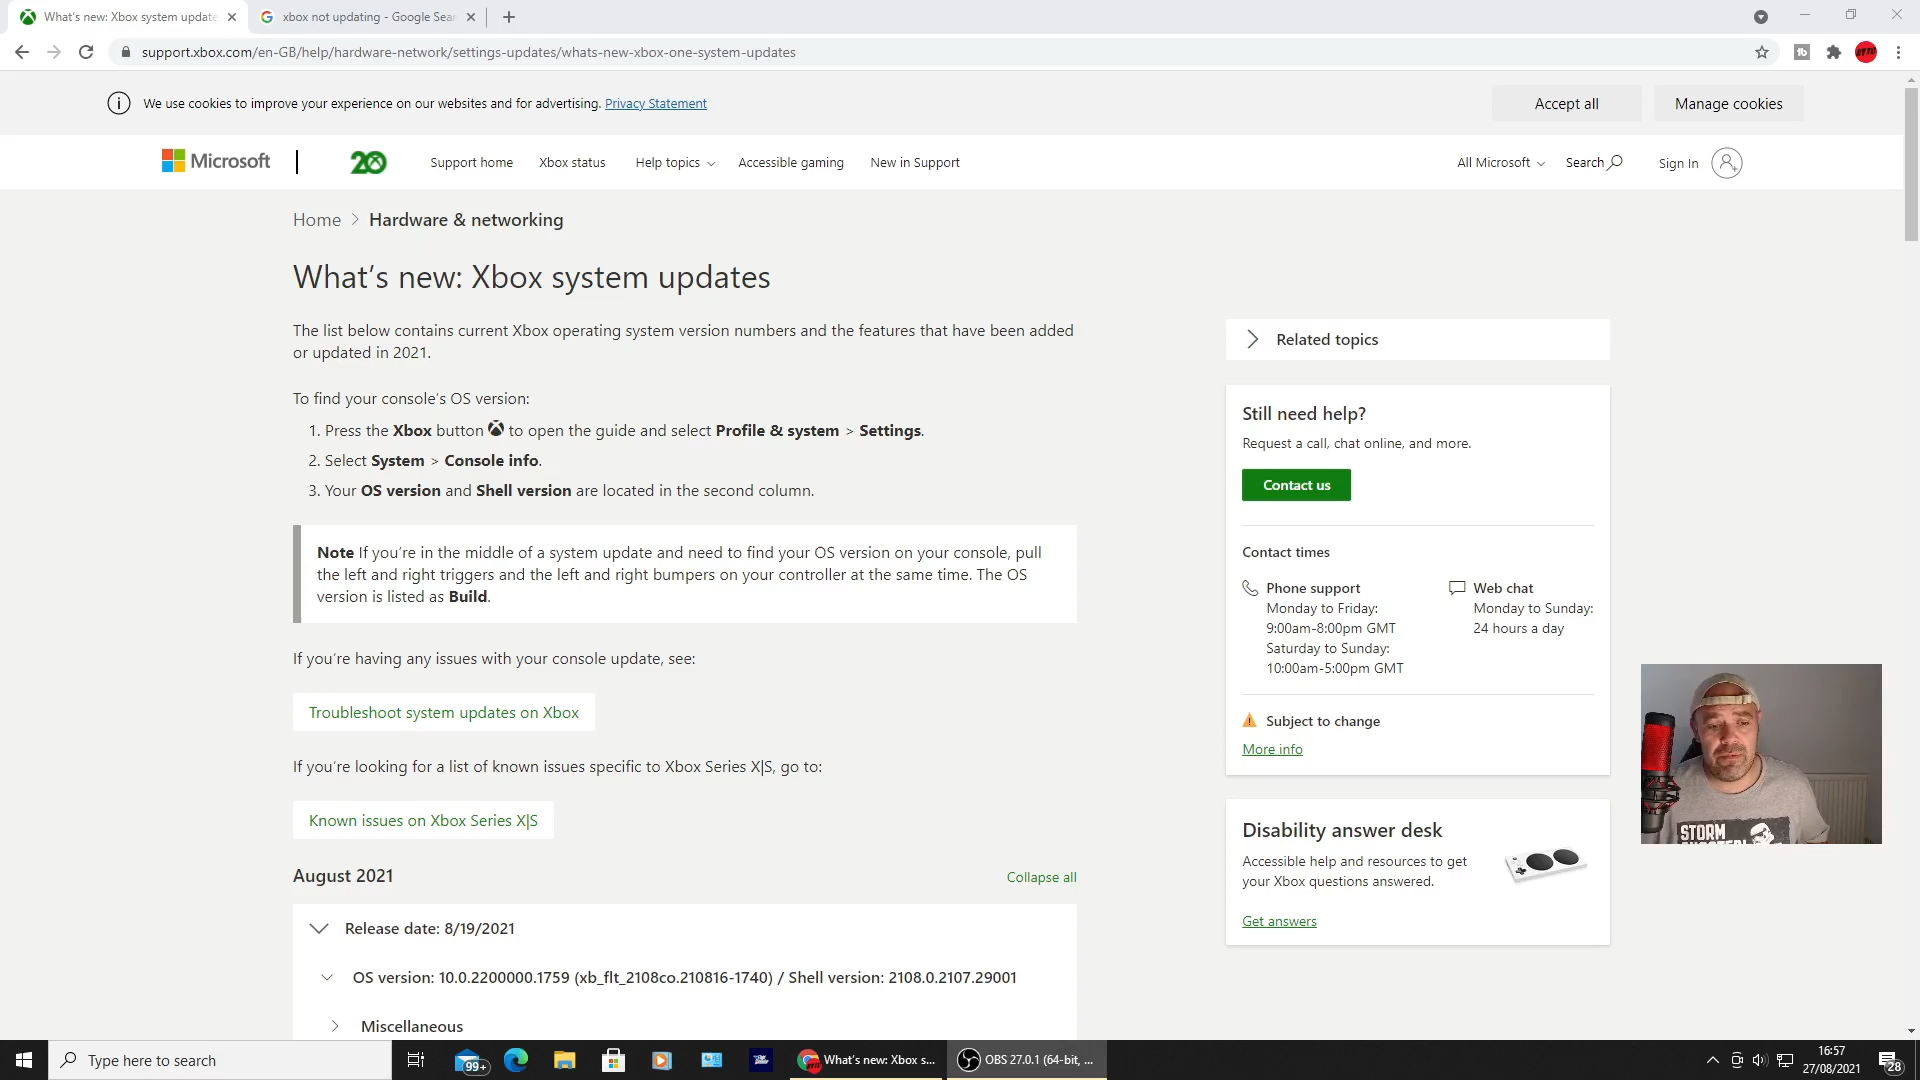 What's new: Xbox system update
xbox not updating - Google Sear
support.xbox.com/en-GB/help/hardware-network/settings-updates/whats-new-xbox-one-system-updates
We use cookies to improve your experience on our websites and for advertising. Privacy Statement
Accept all
Manage cookies
Microsoft
20
Support home
Xbox status
Help topics
Accessible gaming
New in Support
All Microsoft
Search
Sign In
Home > Hardware & networking
What's new: Xbox system updates
The list below contains current Xbox operating system version numbers and the features that have been added
or updated in 2021.
To find your console's OS version:
1. Press the Xbox button to open the guide and select Profile & system > Settings.
2. Select System > Console info.
3. Your OS version and Shell version are located in the second column.
Note If you're in the middle of a system update and need to find your OS version on your console, pull
the left and right triggers and the left and right bumpers on your controller at the same time. The OS
version is listed as Build.
If you're having any issues with your console update, see:
Troubleshoot system updates on Xbox
If you're looking for a list of known issues specific to Xbox Series X|S, go to:
Known issues on Xbox Series X|S
August 2021
Collapse all
Release date: 8/19/2021
OS version: 10.0.2200000.1759 (xb_flt_2108co.210816-1740) / Shell version: 2108.0.2107.29001
Miscellaneous
Related topics
Still need help?
Request a call, chat online, and more.
Contact us
Contact times
Phone support
Monday to Friday:
9:00am-8:00pm GMT
Saturday to Sunday:
10:00am-5:00pm GMT
Web chat
Monday to Sunday:
24 hours a day
Subject to change
More info
Disability answer desk
Accessible help and resources to get
your Xbox questions answered.
Get answers
STORM
Type here to search
99+
What's new: Xbox s...
OBS 27.0.1 (64-bit, ...
16:57
27/08/2021
28